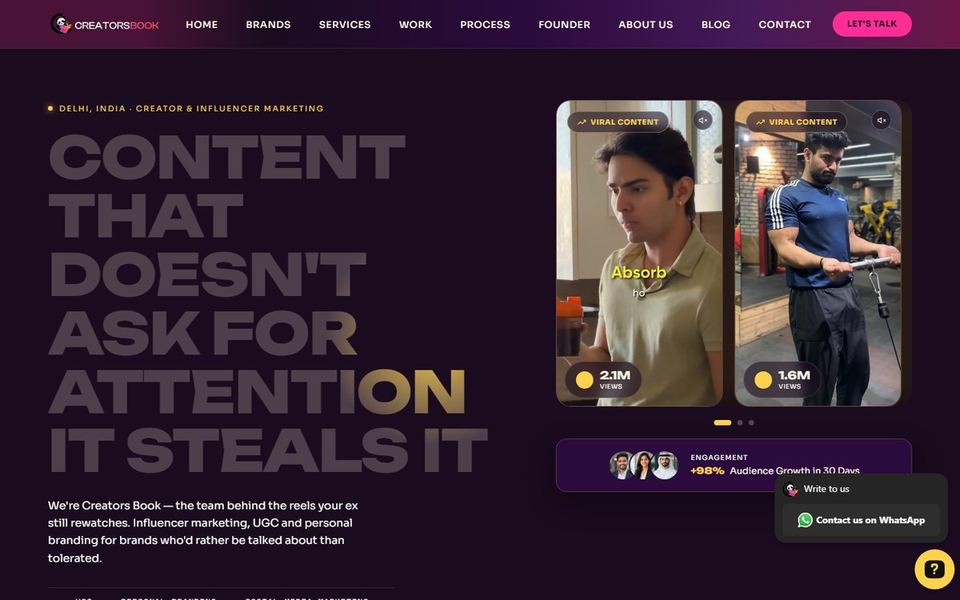 CREATORSBOOK
HOME
BRANDS
SERVICES
WORK
PROCESS
FOUNDER
ABOUT US
BLOG
CONTACT
LET'S TALK
DELHI, INDIA · CREATOR & INFLUENCER MARKETING
CONTENT
THAT
DOESN'T
ASK FOR
ATTENTION
IT STEALS IT
We're Creators Book — the team behind the reels your ex
still rewatches. Influencer marketing, UGC and personal
branding for brands who'd rather be talked about than
tolerated.
VIRAL CONTENT
Absorb
ho
2.1M
VIEWS
VIRAL CONTENT
1.6M
VIEWS
ENGAGEMENT
+98% Audience Growth in 30 Days
Write to us
Contact us on WhatsApp
?